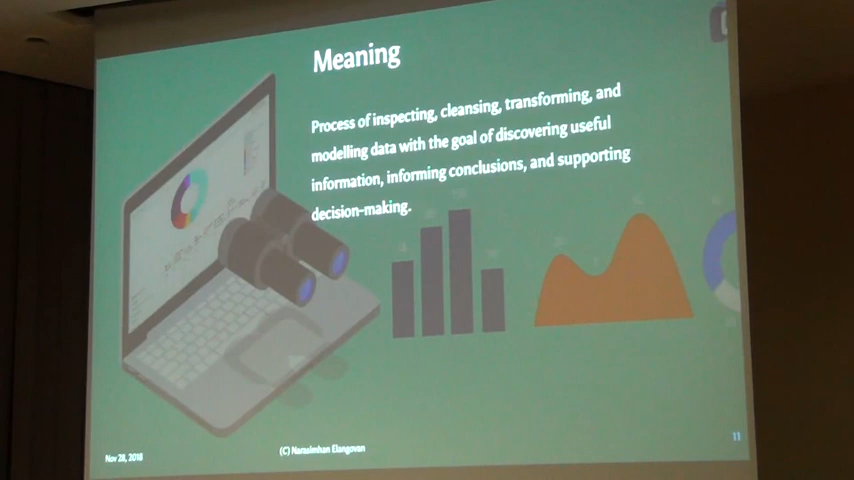 Meaning
Process of inspecting, cleansing, transforming, and
modelling data with the goal of discovering useful
information, informing conclusions, and supporting
decision-making.
Nov 28, 2018
(C) Narasimhan Elangovan
11